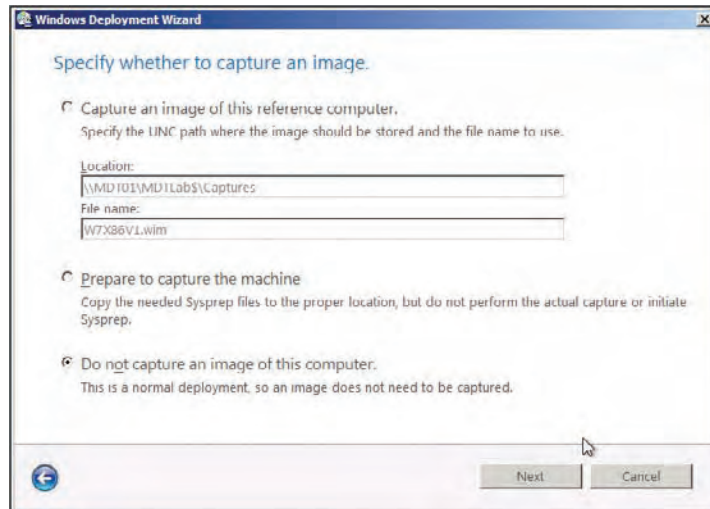 Windows Deployment Wizard
Specify whether to capture an image.
Capture an image of this reference computer.
Specify the UNC path where the image should be stored and the file name to use.
Location:
\\MDT01\MDTLab$\Captures
File name:
W7X86V1.wim
Prepare to capture the machine
Copy the needed Sysprep files to the proper location, but do not perform the actual capture or initiate
Sysprep.
Do not capture an image of this computer.
This is a normal deployment, so an image does not need to be captured.
Next Cancel